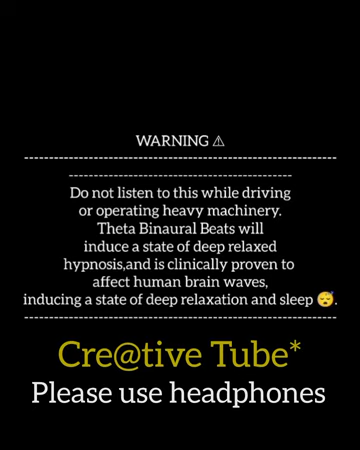 WARNING ⚠
---------------------------------------------------------------
---------------------------------------------
Do not listen to this while driving
or operating heavy machinery.
Theta Binaural Beats will
induce a state of deep relaxed
hypnosis,and is clinically proven to
affect human brain waves,
inducing a state of deep relaxation and sleep 😴.
---------------------------------------------------------------
Cre@tive Tube*
Please use headphones